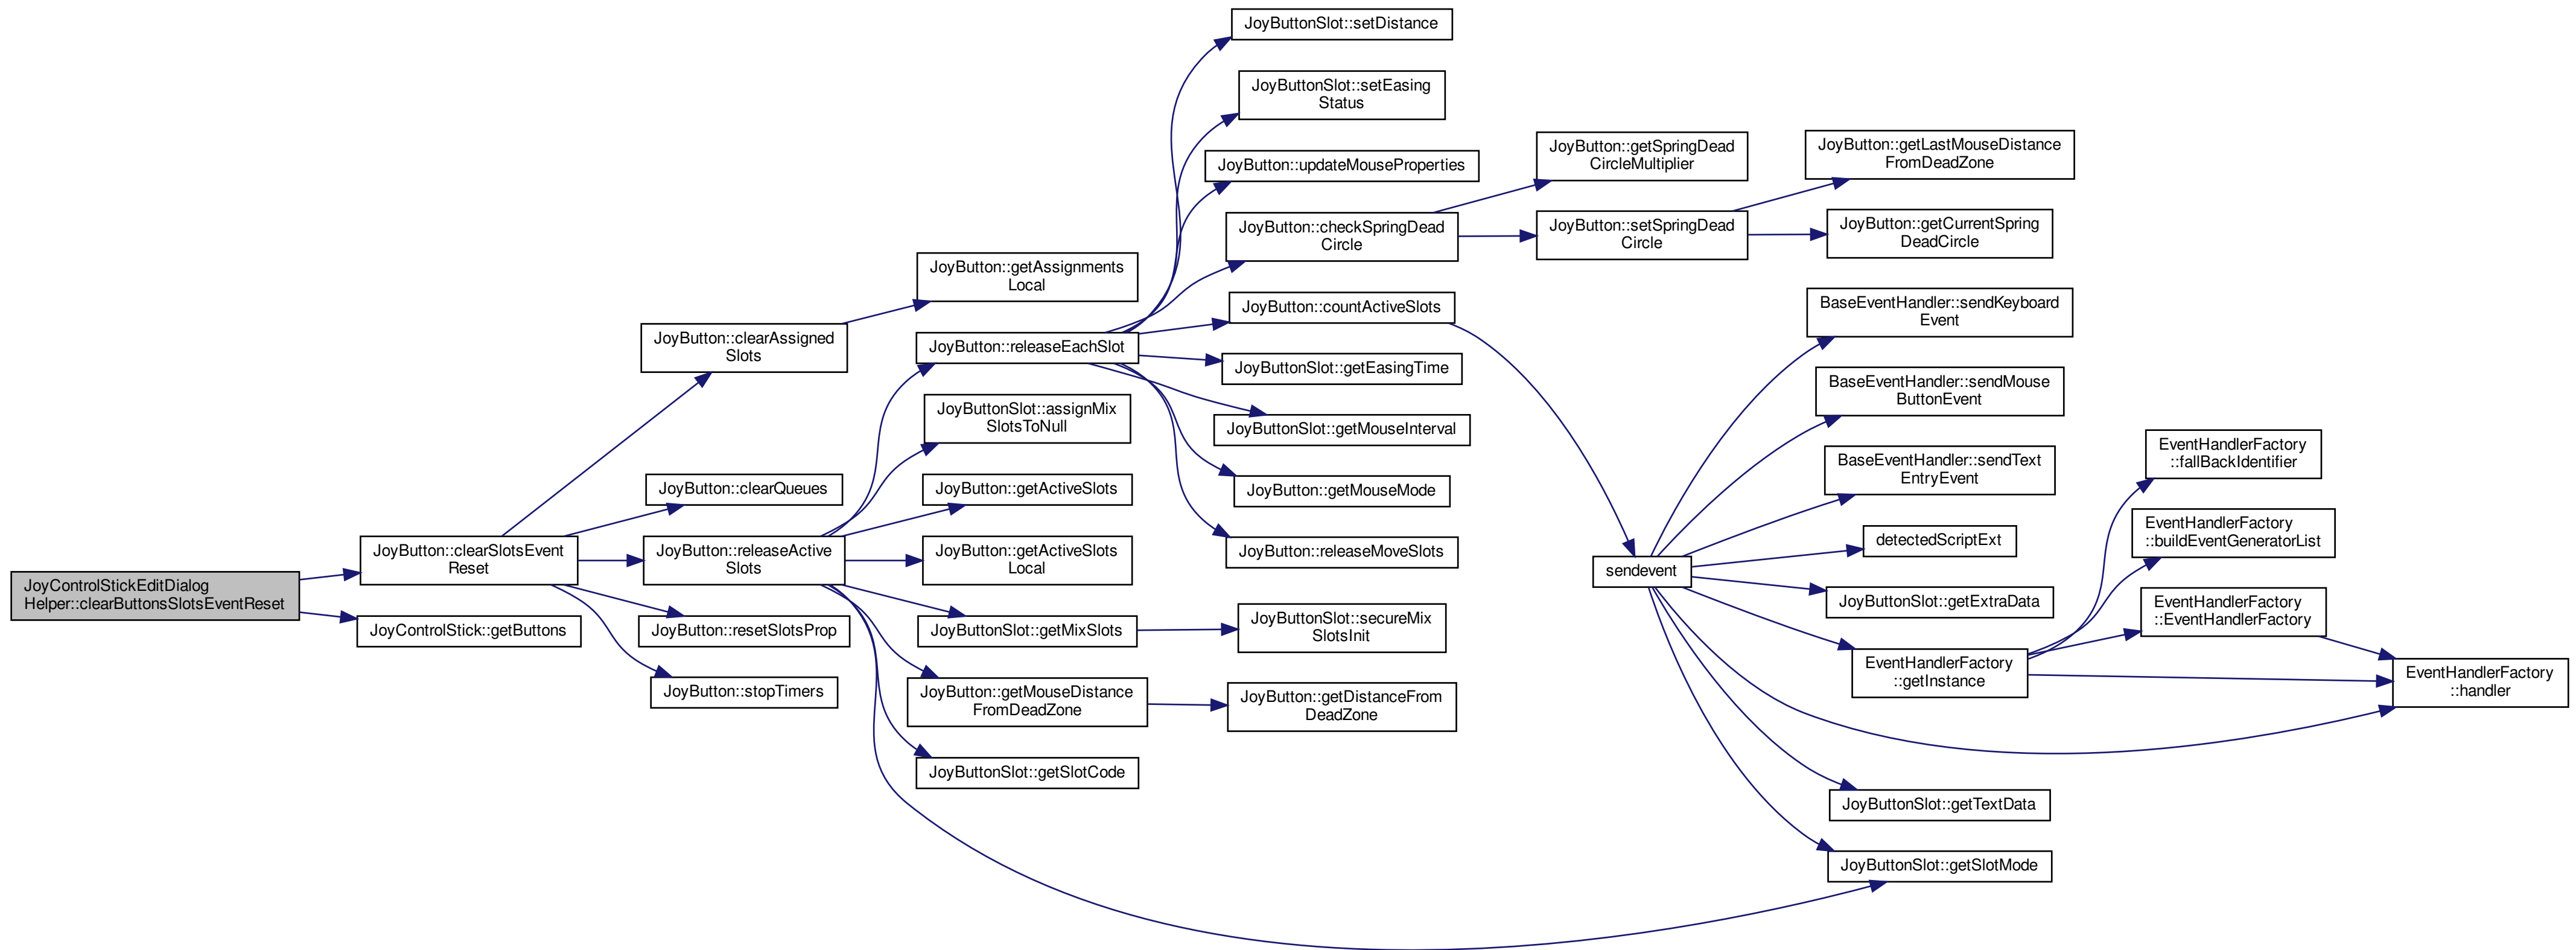 JoyControlStickEditDialog
Helper::clearButtonsSlotsEventReset
JoyButton::clearSlotsEvent
Reset
JoyControlStick::getButtons
JoyButton::clearAssigned
Slots
JoyButton::clearQueues
JoyButton::releaseActive
Slots
JoyButton::resetSlotsProp
JoyButton::stopTimers
JoyButton::getAssignments
Local
JoyButton::releaseEachSlot
JoyButtonSlot::assignMix
SlotsToNull
JoyButton::getActiveSlots
JoyButton::getActiveSlots
Local
JoyButtonSlot::getMixSlots
JoyButton::getMouseDistance
FromDeadZone
JoyButtonSlot::getSlotCode
JoyButtonSlot::setDistance
JoyButtonSlot::setEasing
Status
JoyButton::updateMouseProperties
JoyButton::checkSpringDead
Circle
JoyButton::countActiveSlots
JoyButtonSlot::getEasingTime
JoyButtonSlot::getMouseInterval
JoyButton::getMouseMode
JoyButton::releaseMoveSlots
JoyButtonSlot::secureMix
SlotsInit
JoyButton::getDistanceFrom
DeadZone
JoyButton::getSpringDead
CircleMultiplier
JoyButton::setSpringDead
Circle
sendevent
JoyButton::getLastMouseDistance
FromDeadZone
JoyButton::getCurrentSpring
DeadCircle
BaseEventHandler::sendKeyboard
Event
BaseEventHandler::sendMouse
ButtonEvent
BaseEventHandler::sendText
EntryEvent
detectedScriptExt
JoyButtonSlot::getExtraData
EventHandlerFactory
::getInstance
JoyButtonSlot::getTextData
JoyButtonSlot::getSlotMode
EventHandlerFactory
::fallBackIdentifier
EventHandlerFactory
::buildEventGeneratorList
EventHandlerFactory
::EventHandlerFactory
EventHandlerFactory
::handler